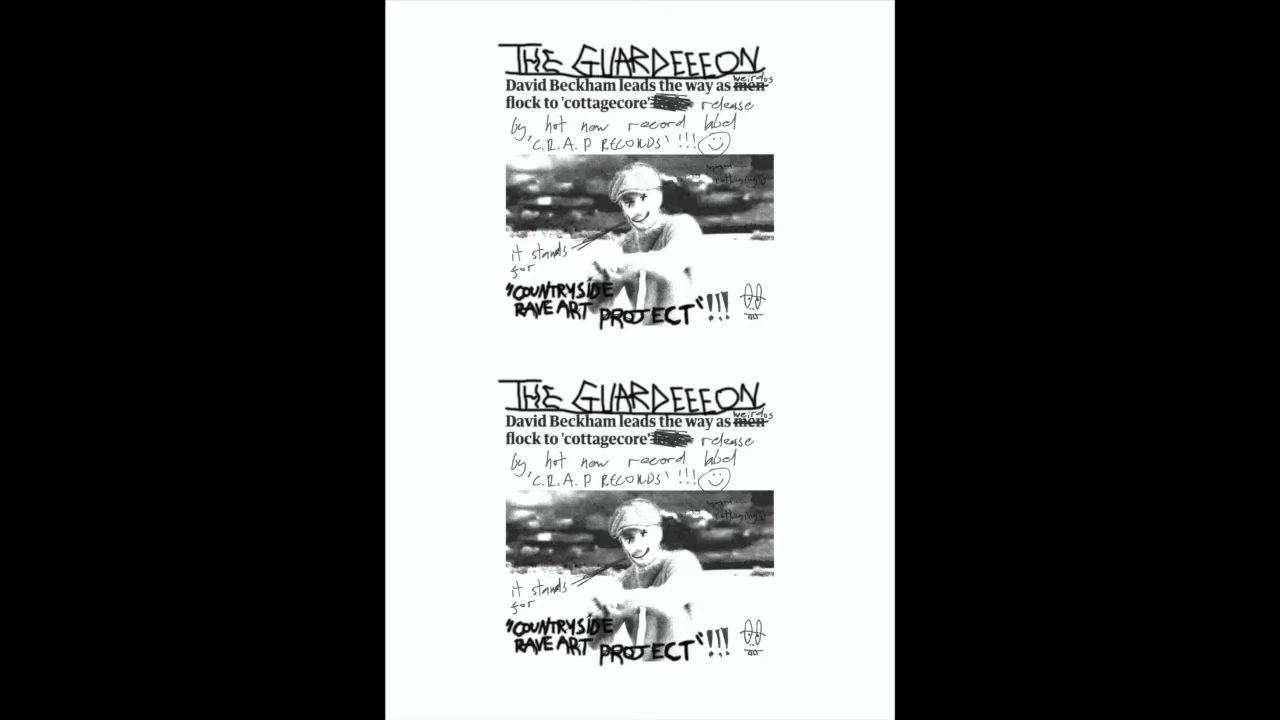 THE GUARDEEEON
weirdos
David Beckham leads the way as men
flock to 'cottagecore' release
by hot new record label
'C.R.A.P RECORDS' !!!
it stands
for
"COUNTRYSIDE
RAVE ART PROJECT" !!!
THE GUARDEEEON
weirdos
David Beckham leads the way as men
flock to 'cottagecore' release
by hot new record label
'C.R.A.P RECORDS' !!!
it stands
for
"COUNTRYSIDE
RAVE ART PROJECT" !!!